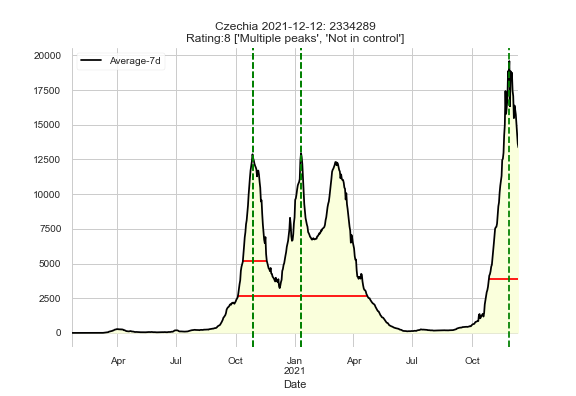 Czechia 2021-12-12: 2334289
Rating:8 ['Multiple peaks', 'Not in control']
Average-7d
20000
17500
15000
12500
10000
7500
5000
2500
0
Apr Jul Oct Jan Apr Jul Oct
2021
Date